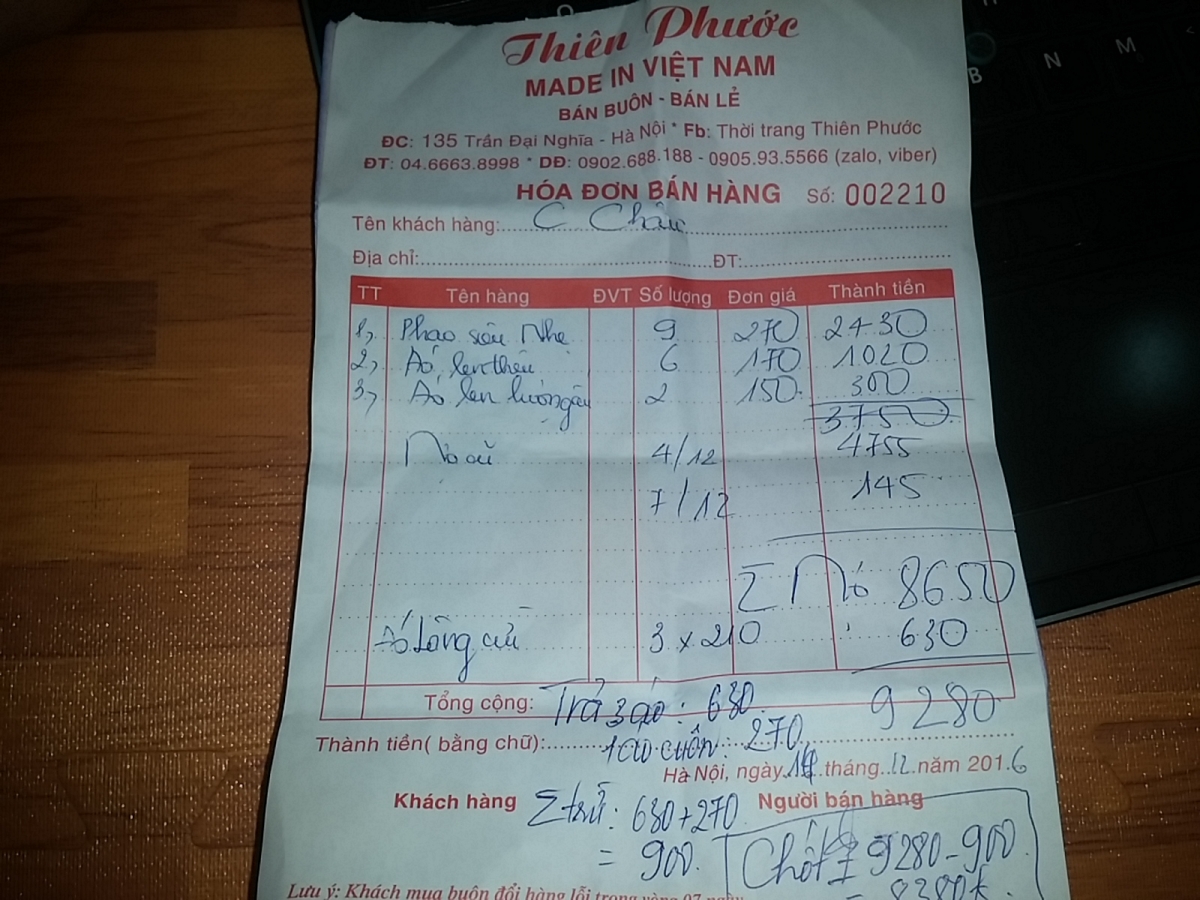 Thiên Phước
MADE IN VIỆT NAM
BÁN BUÔN - BÁN LẺ
ĐC: 135 Trần Đại Nghĩa - Hà Nội * Fb: Thời trang Thiên Phước
ĐT: 04.6663.8998 * DĐ: 0902.688.188 - 0905.93.5566 (zalo, viber)
HÓA ĐƠN BÁN HÀNG Số: 002210
Tên khách hàng: C Châu
Địa chỉ: ĐT:
TT Tên hàng ĐVT Số lượng Đơn giá Thành tiền
1, Phao siêu Nhẹ 9 270 2430
2, Áo len thêu 6 170 1020
3, Áo len 2 150 300
3750
Nợ cũ 4/12 4755
7/12 145
Σ Nợ 8650
Áo lông cừu 3 x 210 630
Tổng cộng: Trả 3 áo: 630. 9280
Thành tiền( bằng chữ): 270
Hà Nội, ngày tháng 12 năm 2016
Khách hàng Σ trừ: 630+270 Người bán hàng
= 900. Chốt Σ 9280-900
= 8380k.
Lưu ý: Khách mua buôn đổi hàng lỗi trong vòng 07 ngày
B N M